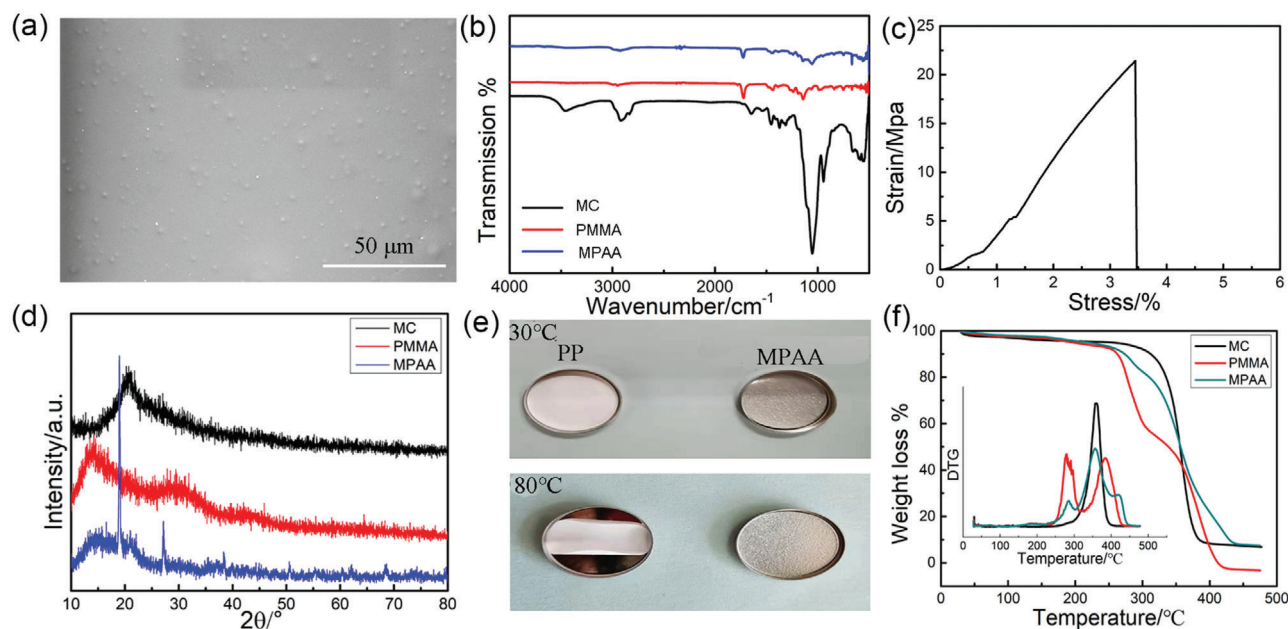 (a)
50 μm
(b)
Transmission %
MC
PMMA
MPAA
4000 3000 2000 1000
Wavenumber/cm⁻¹
(c)
Strain/Mpa
25
20
15
10
5
0
0 1 2 3 4 5 6
Stress/%
(d)
Intensity/a.u.
MC
PMMA
MPAA
10 20 30 40 50 60 70 80
2θ/°
(e)
30℃
PP MPAA
80℃
(f)
Weight loss %
100
80
60
40
20
0
MC
PMMA
MPAA
DTG
0 100 200 300 400 500
Temperature/℃
0 100 200 300 400 500
Temperature/℃